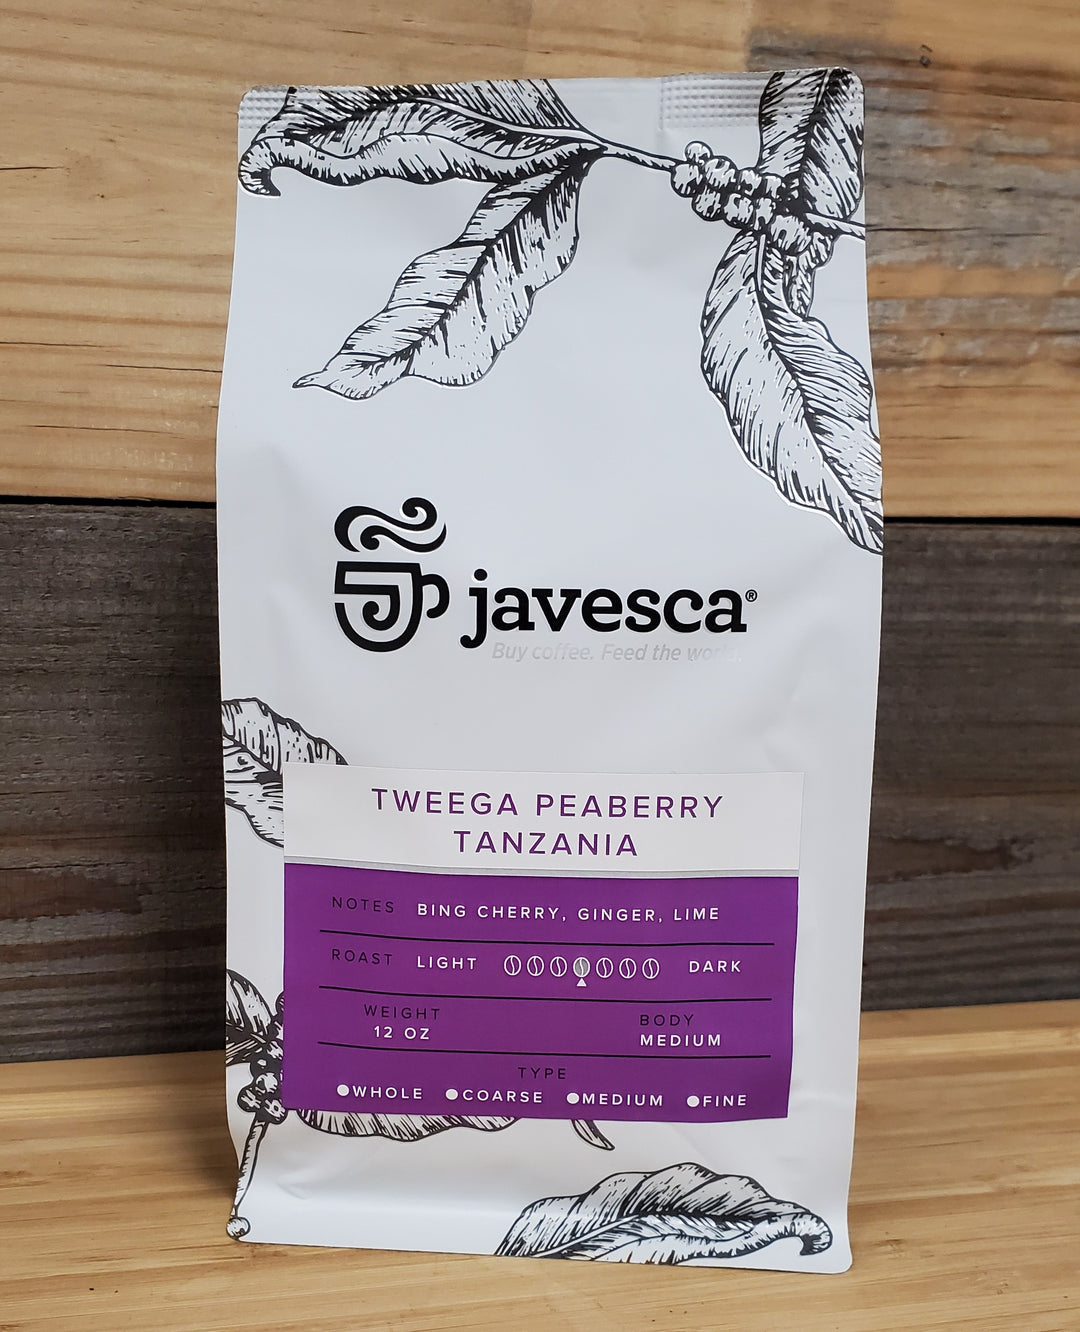 javesca®
Buy coffee. Feed the world.
TWEEGA PEABERRY
TANZANIA
NOTES BING CHERRY, GINGER, LIME
ROAST LIGHT DARK
WEIGHT BODY
12 OZ MEDIUM
TYPE
WHOLE COARSE MEDIUM FINE